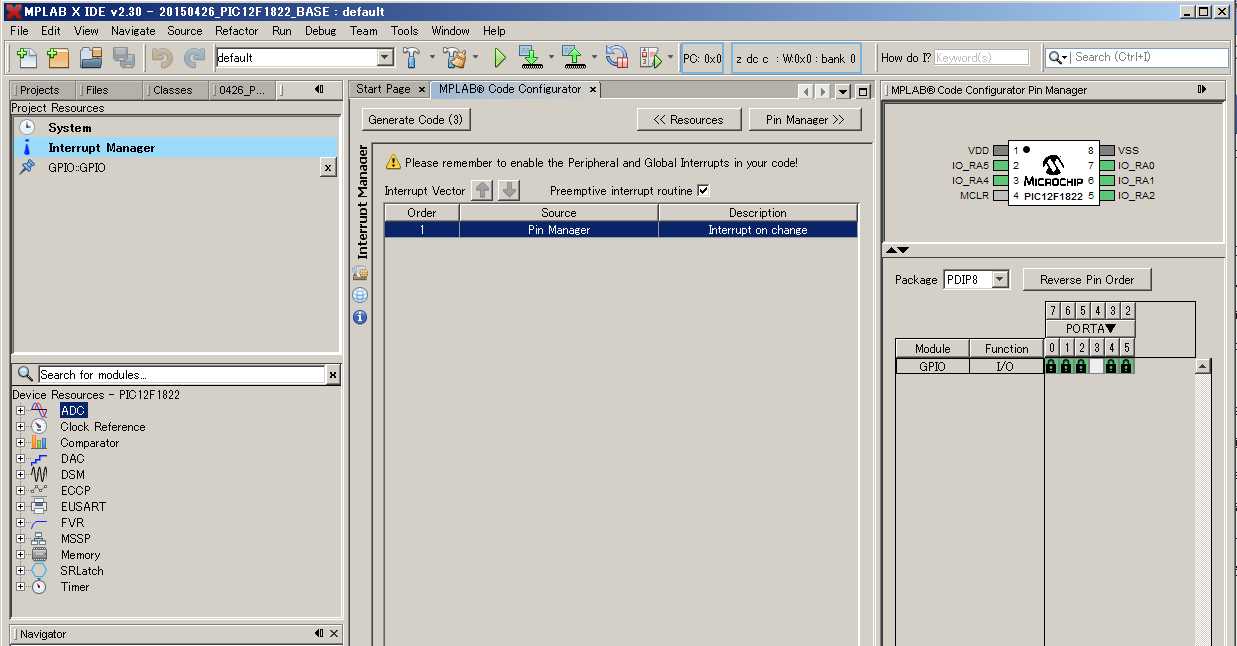 MPLAB X IDE v2.30 - 20150426_PIC12F1822_BASE : default
File Edit View Navigate Source Refactor Run Debug Team Tools Window Help
default PC: 0x0 z dc c : W:0x0 : bank 0 How do I? Keyword(s) Search (Ctrl+I)
Projects Files Classes 0426_P...
Start Page MPLAB® Code Configurator
MPLAB® Code Configurator Pin Manager
Project Resources
System
Interrupt Manager
GPIO::GPIO x
Search for modules...
Device Resources - PIC12F1822
ADC
Clock Reference
Comparator
DAC
DSM
ECCP
EUSART
FVR
MSSP
Memory
SRLatch
Timer
Navigator
Generate Code (3) << Resources Pin Manager >>
Interrupt Manager
Please remember to enable the Peripheral and Global Interrupts in your code!
Interrupt Vector Preemptive interrupt routine
Order Source Description
1 Pin Manager Interrupt on change
VDD 1 8 VSS
IO_RA5 2 7 IO_RA0
IO_RA4 3 MICROCHIP 6 IO_RA1
MCLR 4 PIC12F1822 5 IO_RA2
Package PDIP8 Reverse Pin Order
7 6 5 4 3 2
PORTA▼
Module Function 0 1 2 3 4 5
GPIO I/O